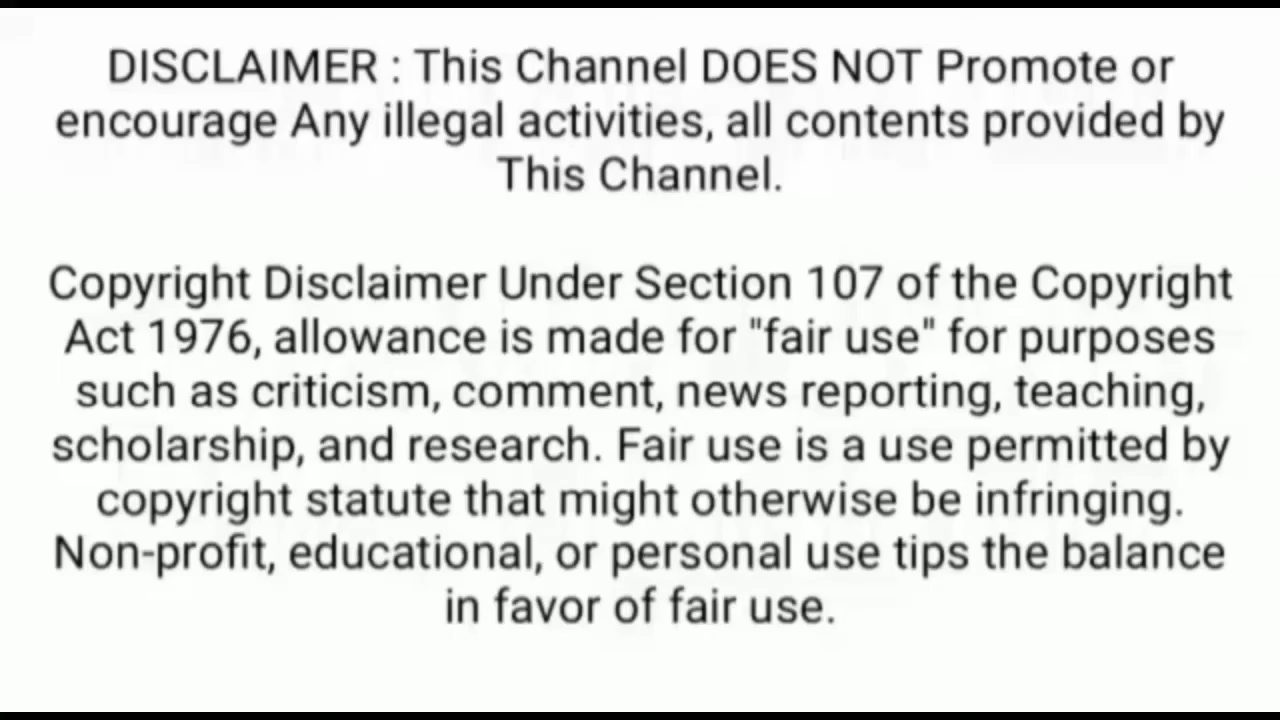 DISCLAIMER : This Channel DOES NOT Promote or
encourage Any illegal activities, all contents provided by
This Channel.
Copyright Disclaimer Under Section 107 of the Copyright
Act 1976, allowance is made for "fair use" for purposes
such as criticism, comment, news reporting, teaching,
scholarship, and research. Fair use is a use permitted by
copyright statute that might otherwise be infringing.
Non-profit, educational, or personal use tips the balance
in favor of fair use.